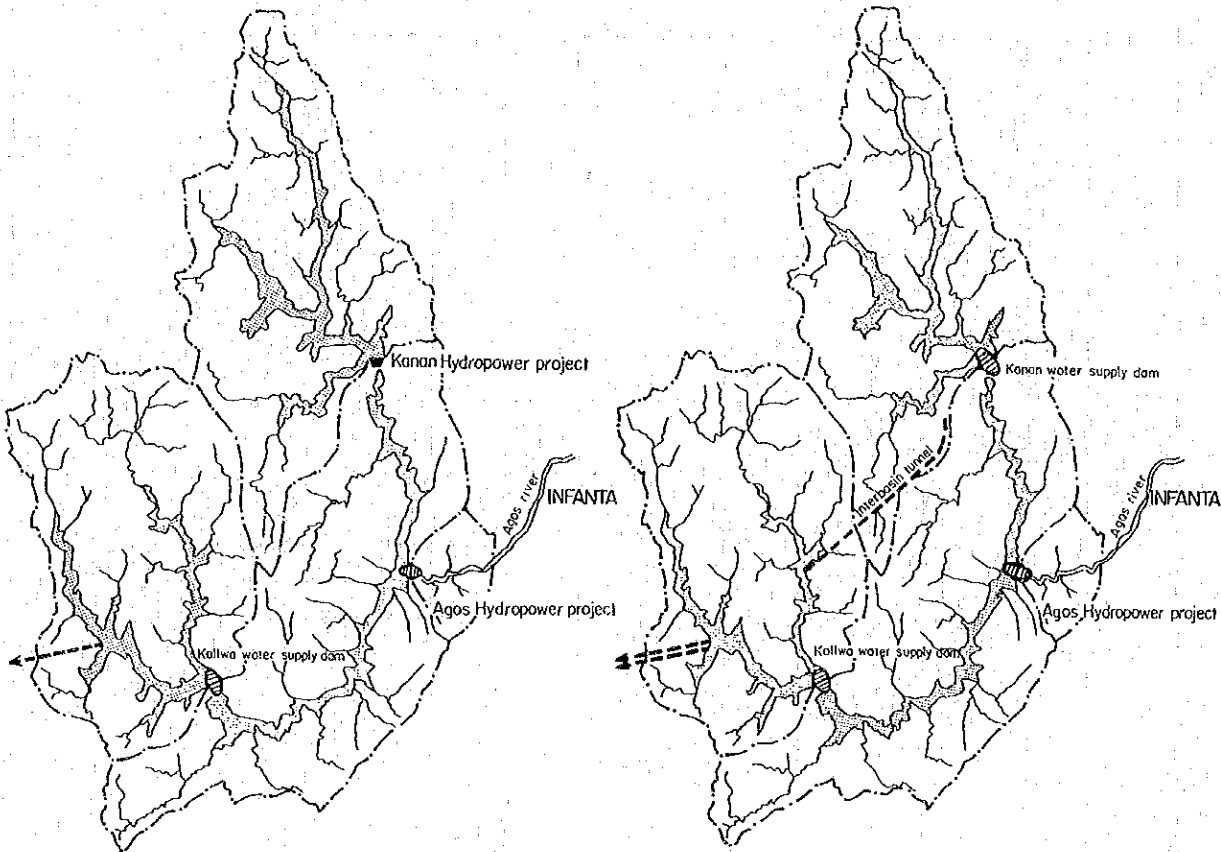 Kanan Hydropower project
Agos river
INFANTA
Agos Hydropower project
Kaliwa water supply dam
Kanan water supply dam
Interbasin tunnel
Agos river
INFANTA
Agos Hydropower project
Kaliwa water supply dam